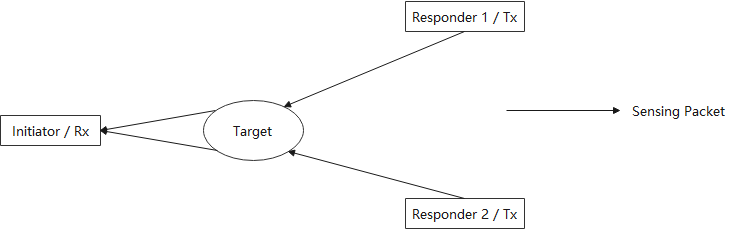 Responder 1 / Tx
Sensing Packet
Initiator / Rx
Target
Responder 2 / Tx